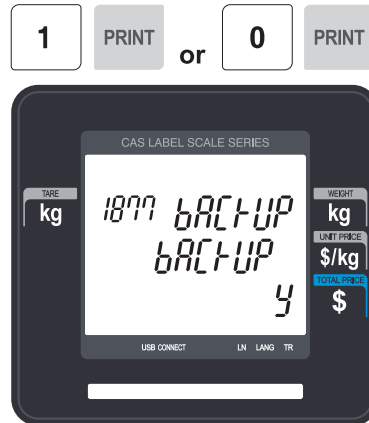 1 PRINT or 0 PRINT
CAS LABEL SCALE SERIES
TARE
kg
1877 bACkUP
bACkUP
y
WEIGHT
kg
UNIT PRICE
$/kg
TOTAL PRICE
$
USB CONNECT LN LANG TR